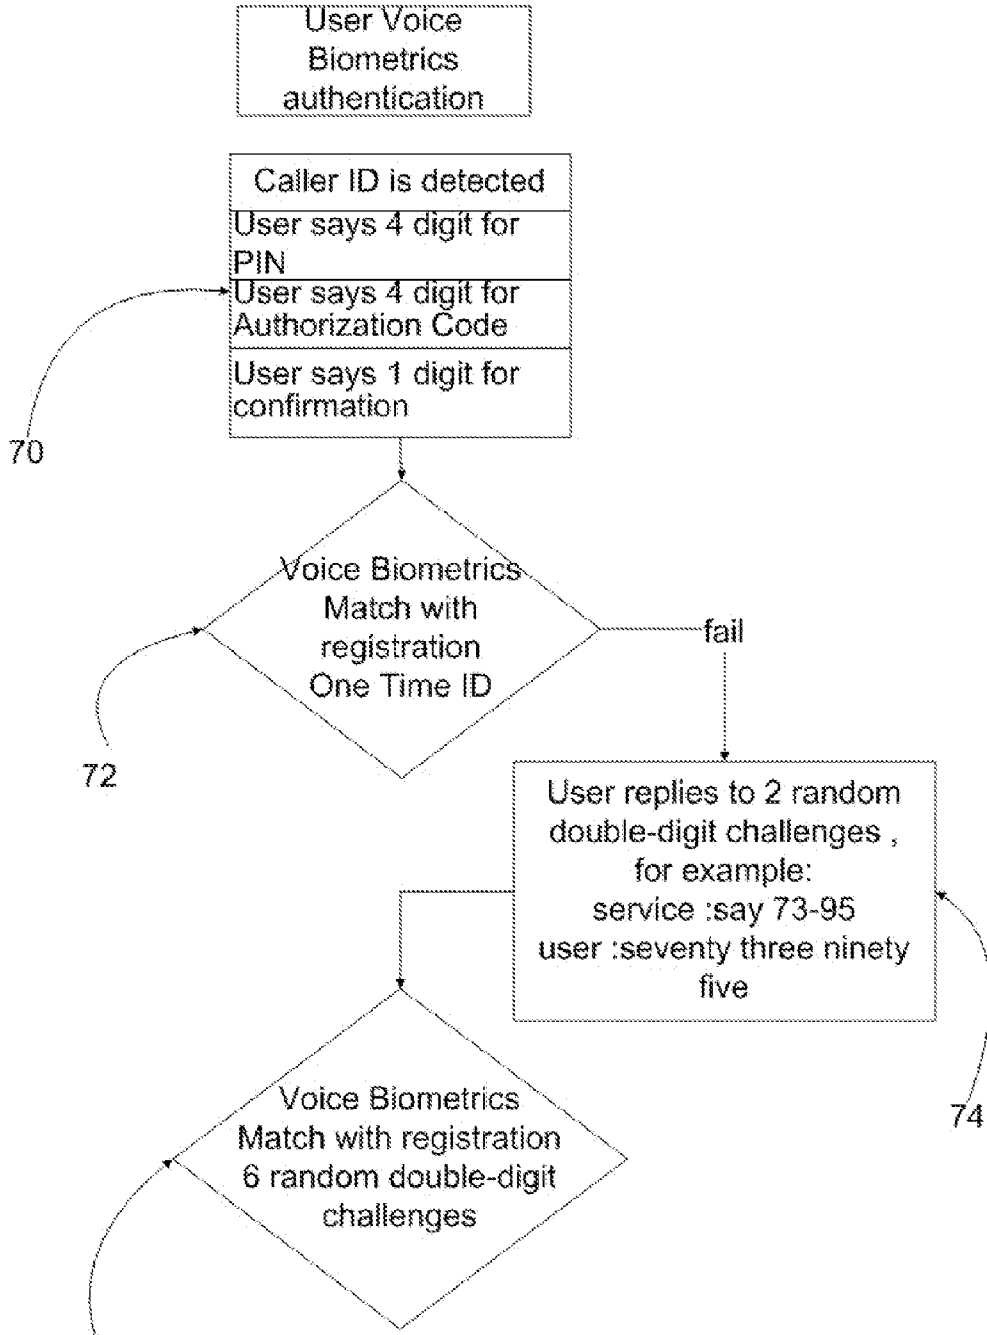 User Voice
Biometrics
authentication
Caller ID is detected
User says 4 digit for
PIN
User says 4 digit for
Authorization Code
User says 1 digit for
confirmation
70
Voice Biometrics
Match with
registration
One Time ID
fail
72
User replies to 2 random
double-digit challenges ,
for example:
service :say 73-95
user :seventy three ninety
five
74
Voice Biometrics
Match with registration
6 random double-digit
challenges